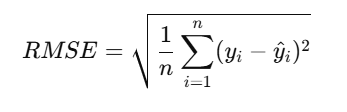 RMSE = \sqrt{\frac{1}{n} \sum_{i=1}^{n} (y_i - \hat{y}_i)^2}